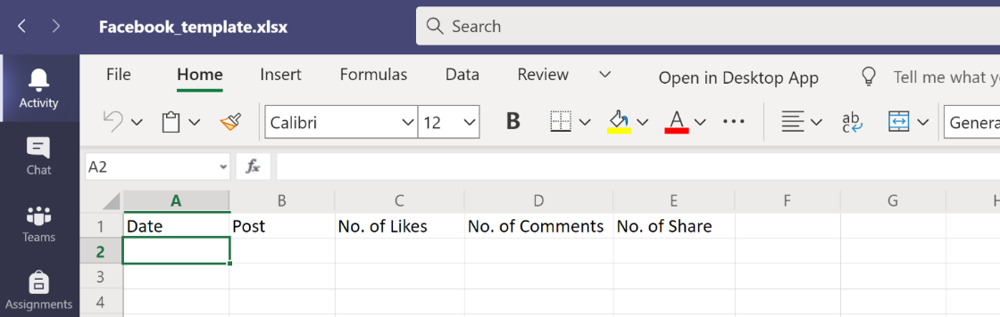 Facebook_template.xlsx
Search
File Home Insert Formulas Data Review Open in Desktop App Tell me what
Activity
Calibri 12 B A ab c
A2 fx
Chat
A B C D E F G
1 Date Post No. of Likes No. of Comments No. of Share
Teams
2
3
4
Assignments